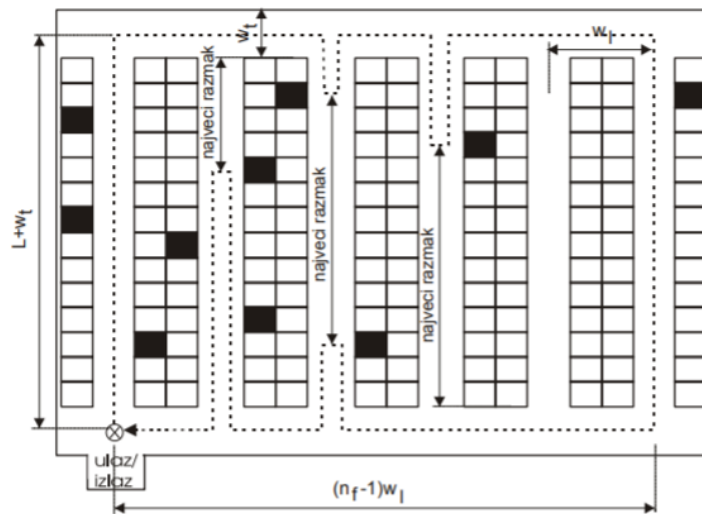 w_t
w_l
najveci razmak
najveci razmak
najveci razmak
L+w_t
ulaz/
izlaz
(n_f-1)w_l